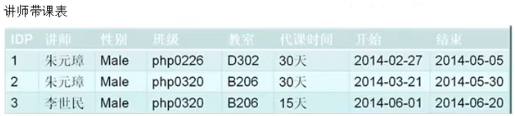 讲师带课表
IDP 讲师 性别 班级 教室 代课时间 开始 结束
1 朱元璋 Male php0226 D302 30天 2014-02-27 2014-05-05
2 朱元璋 Male php0320 B206 30天 2014-03-21 2014-05-30
3 李世民 Male php0320 B206 15天 2014-06-01 2014-06-20